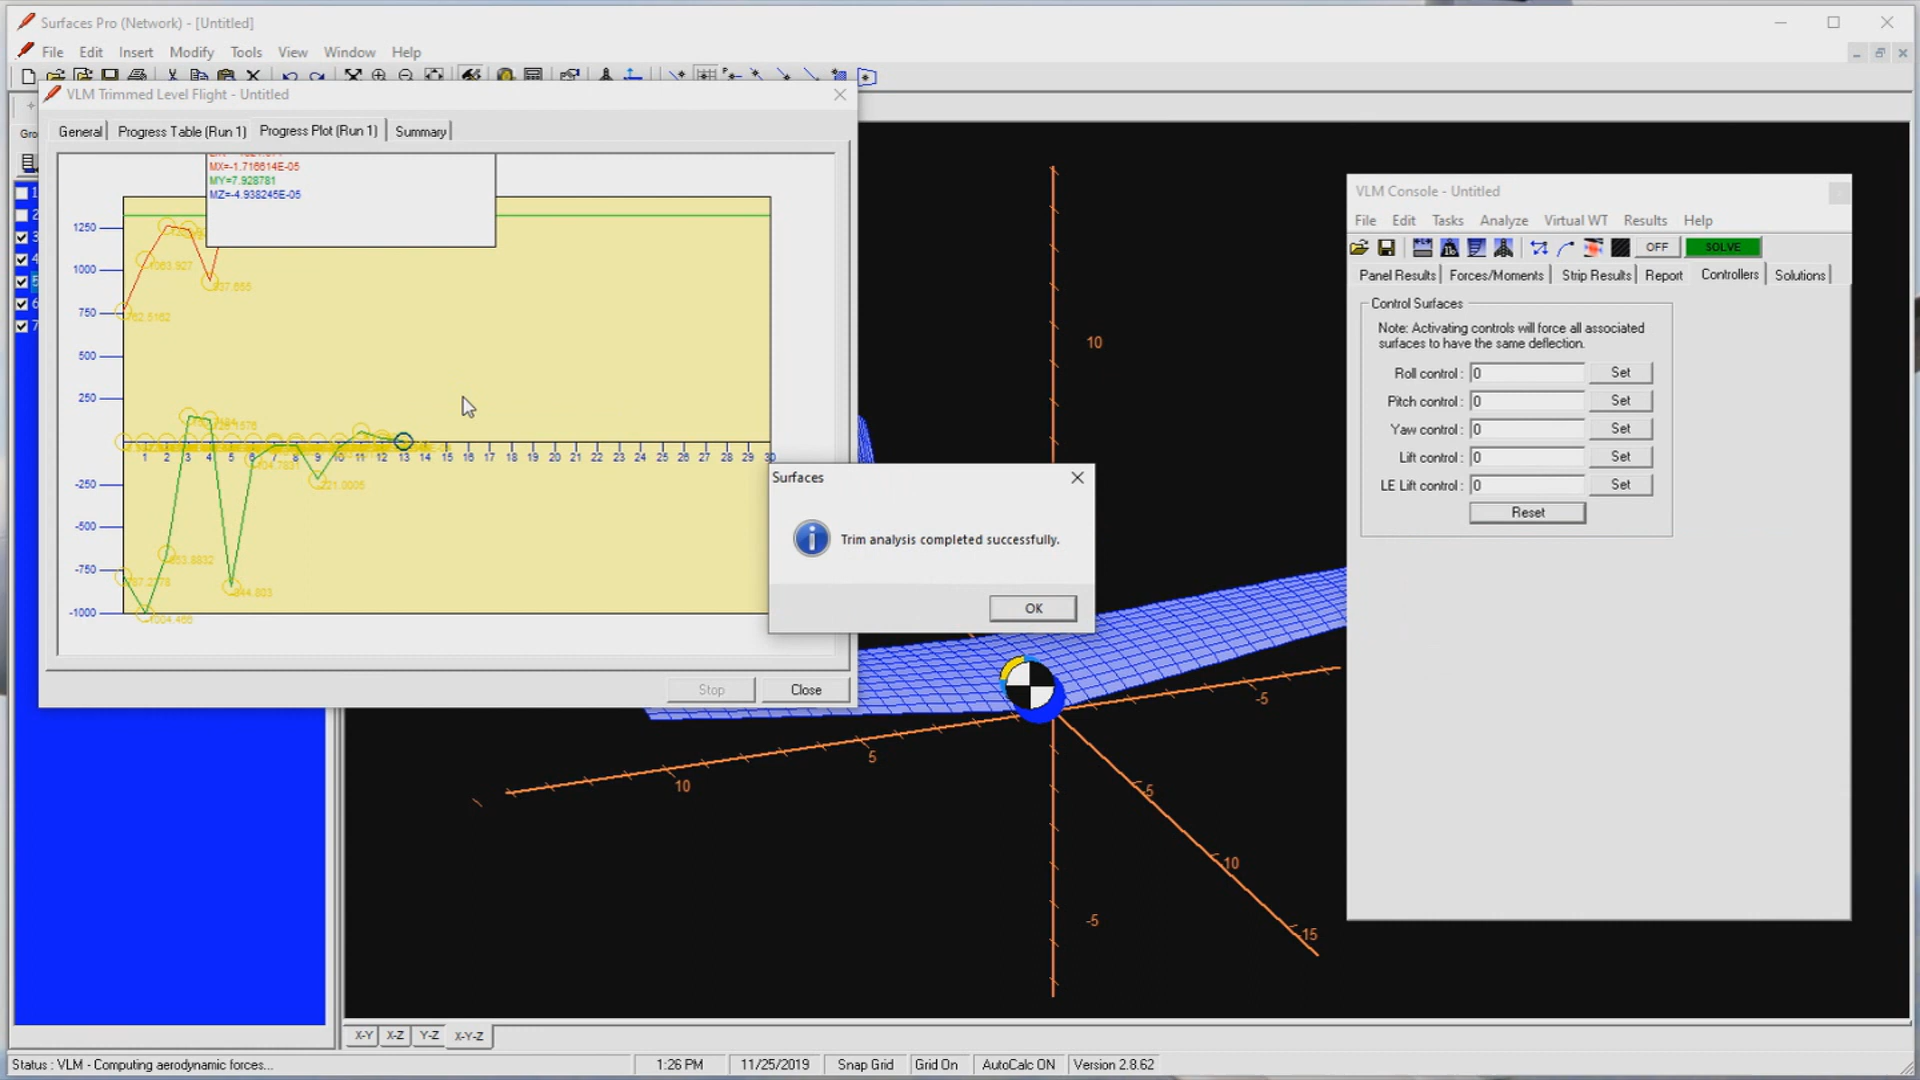 Surfaces Pro (Network) - [Untitled]
File Edit Insert Modify Tools View Window Help
VLM Trimmed Level Flight - Untitled
General Progress Table (Run 1) Progress Plot (Run 1) Summary
MX=-1.716614E-05
MY=7.928781
MZ=-4.938245E-05
1250
1000
750
500
250
-250
-500
-750
-1000
1063.927
762.5162
-221.0005
-1004.466
1 2 3 4 5 6 7 8 9 10 11 12 13 14 15 16 17 18 19 20 21 22 23 24 25 26 27 28 29 30
Stop Close
Surfaces
Trim analysis completed successfully.
OK
VLM Console - Untitled
File Edit Tasks Analyze Virtual WT Results Help
OFF SOLVE
Panel Results Forces/Moments Strip Results Report Controllers Solutions
Control Surfaces
Note: Activating controls will force all associated
surfaces to have the same deflection.
Roll control : 0 Set
Pitch control : 0 Set
Yaw control : 0 Set
Lift control : 0 Set
LE Lift control : 0 Set
Reset
10
-5
5
10
-5
-10
-5
-15
X-Y X-Z Y-Z X-Y-Z
Status : VLM - Computing aerodynamic forces... 1:26 PM 11/25/2019 Snap Grid Grid On AutoCalc ON Version 2.8.62